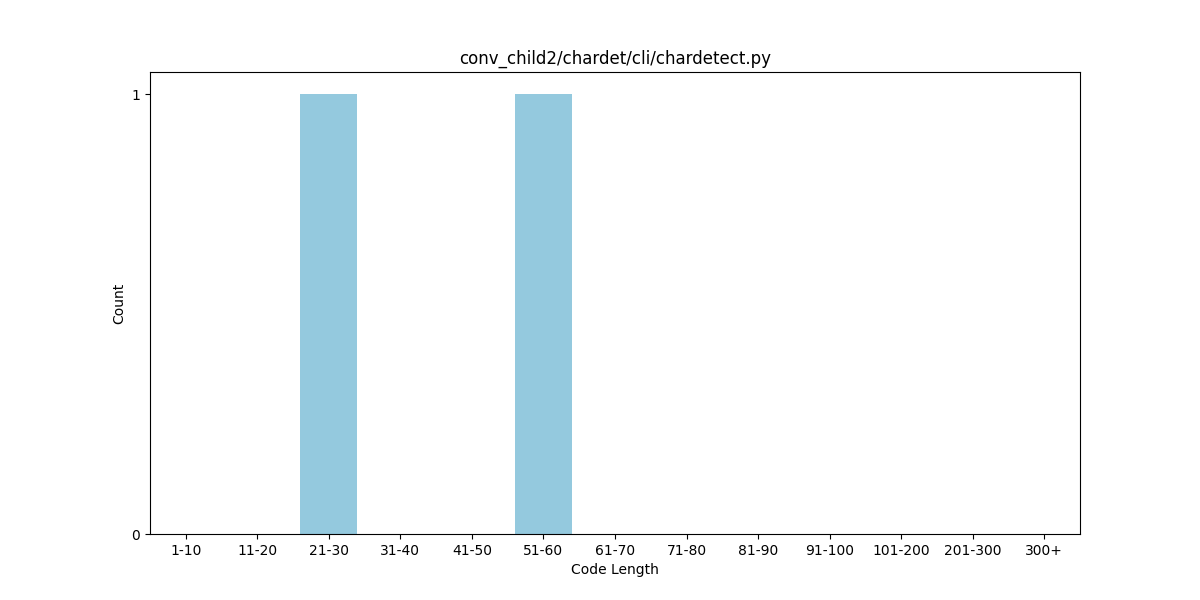 conv_child2/chardet/cli/chardetect.py
1
Count
0
1-10 11-20 21-30 31-40 41-50 51-60 61-70 71-80 81-90 91-100 101-200 201-300 300+
Code Length